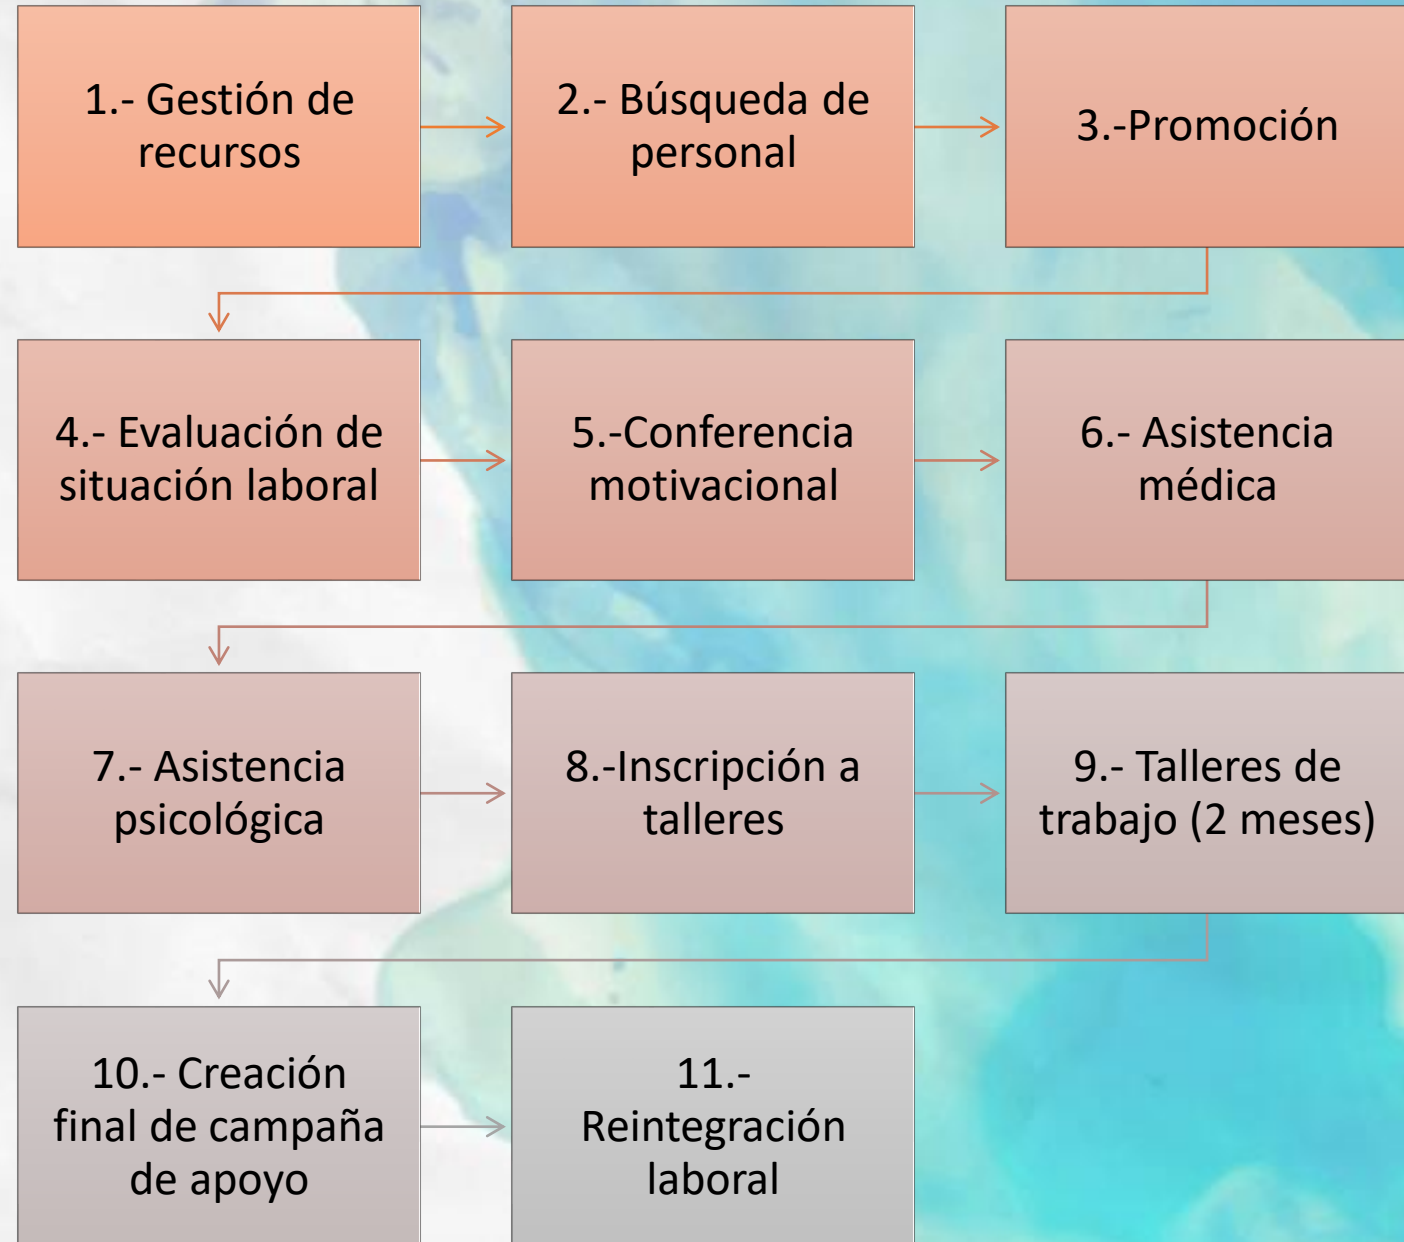 1.- Gestión de
recursos
2.- Búsqueda de
personal
3.-Promoción
4.- Evaluación de
situación laboral
5.-Conferencia
motivacional
6.- Asistencia
médica
7.- Asistencia
psicológica
8.-Inscripción a
talleres
9.- Talleres de
trabajo (2 meses)
10.- Creación
final de campaña
de apoyo
11.-
Reintegración
laboral